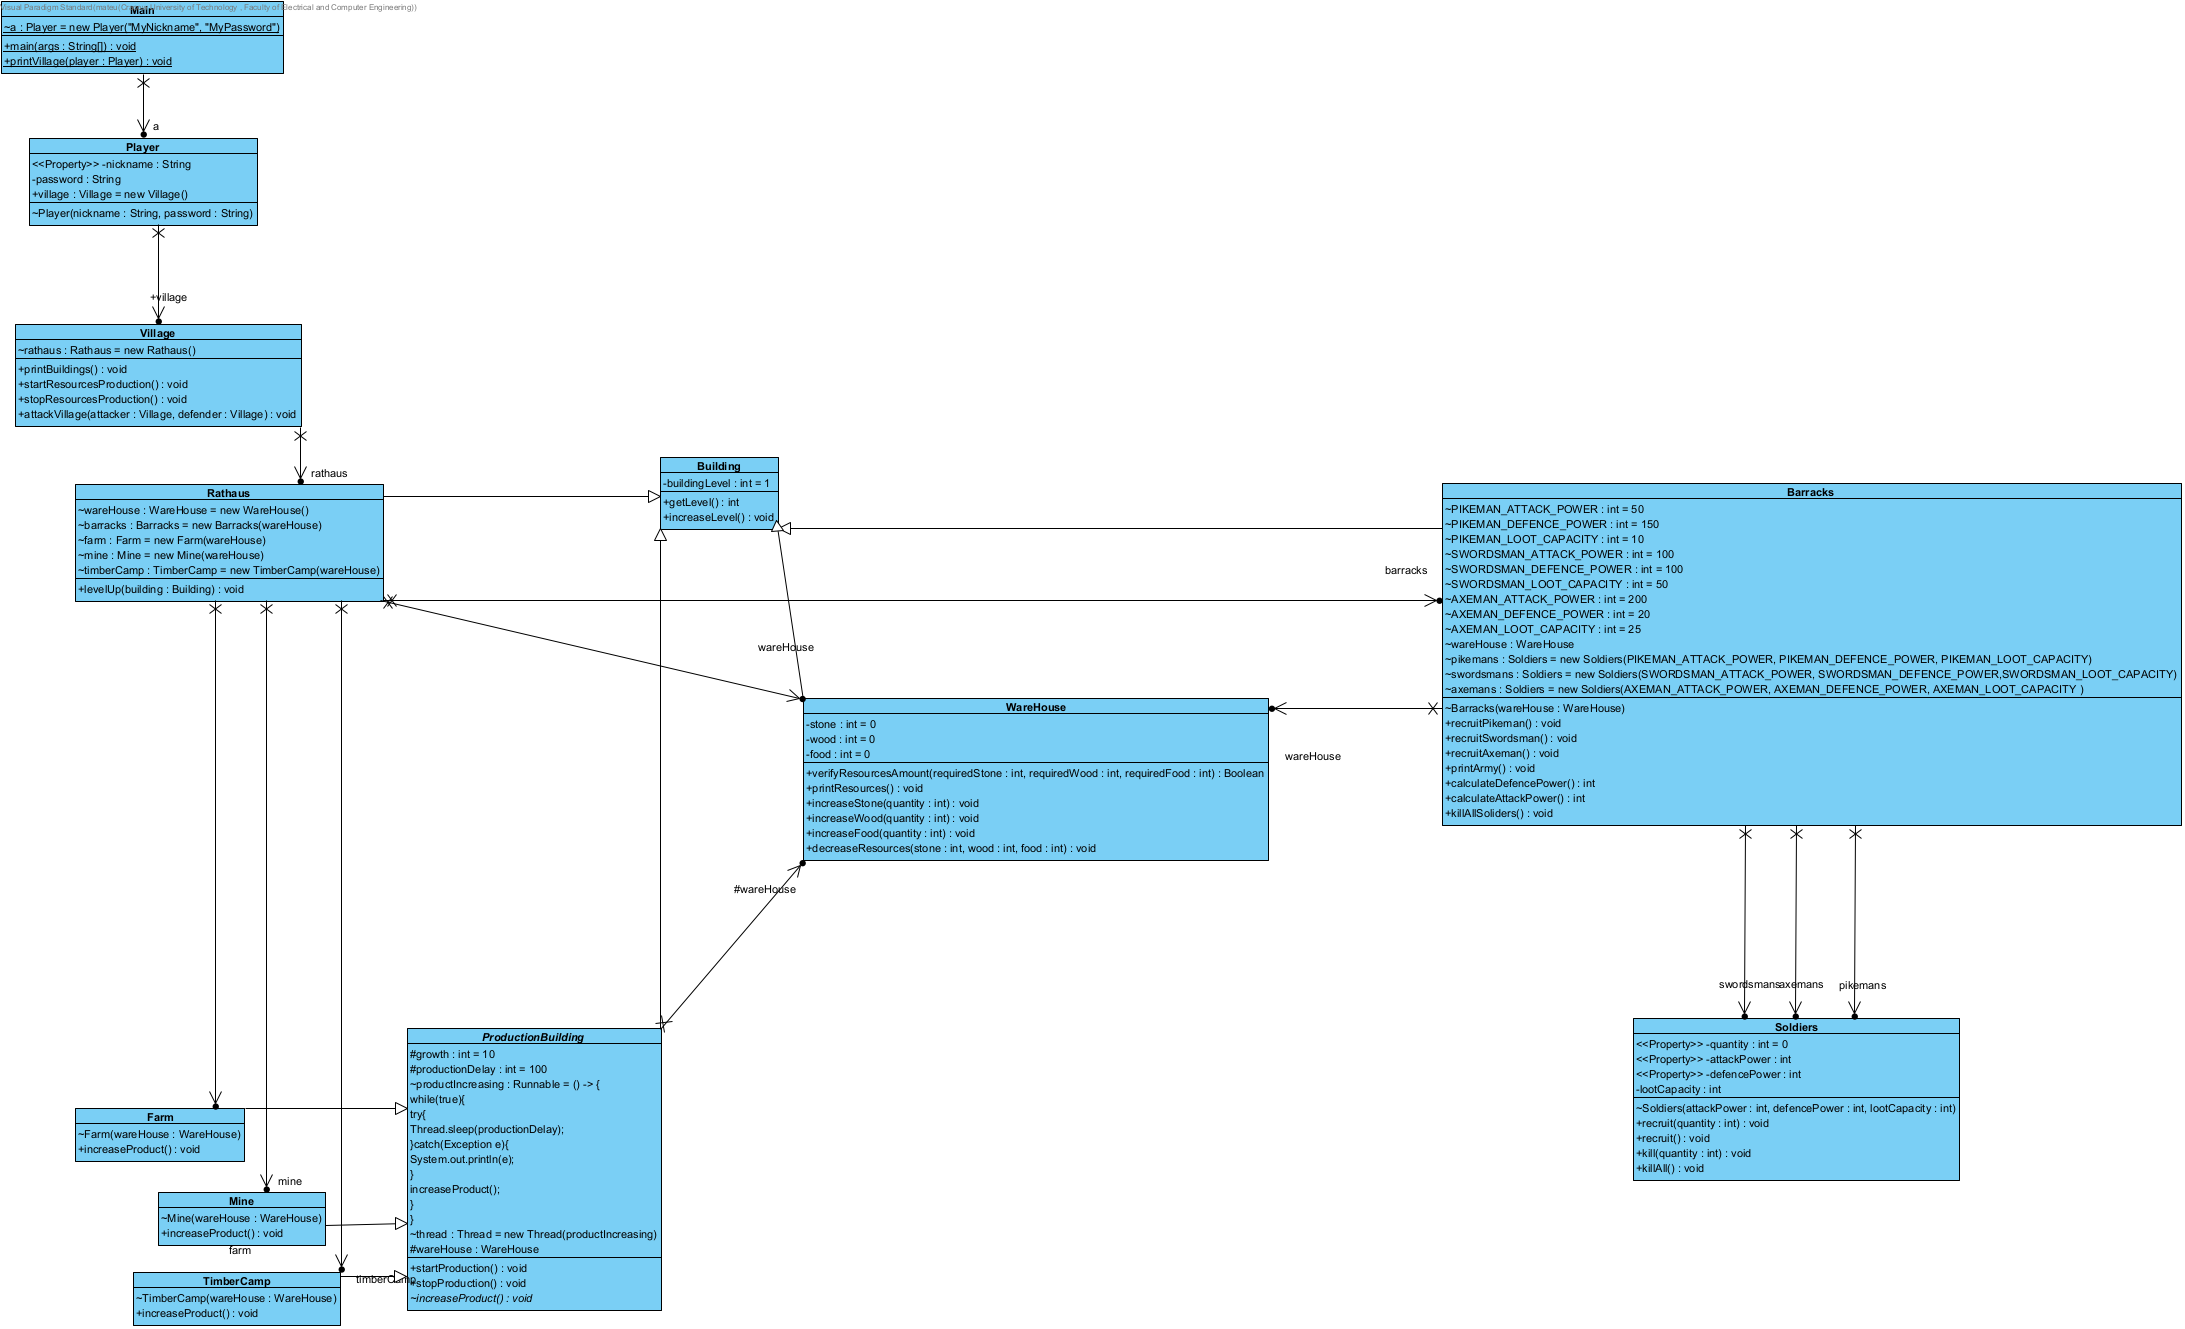 Visual Paradigm Standard(mateu(Opole University of Technology , Faculty of Electrical and Computer Engineering))
Main
~a : Player = new Player("MyNickname", "MyPassword")
+main(args : String[]) : void
+printVillage(player : Player) : void
a
Player
<<Property>> -nickname : String
-password : String
+village : Village = new Village()
~Player(nickname : String, password : String)
+village
Village
~rathaus : Rathaus = new Rathaus()
+printBuildings() : void
+startResourcesProduction() : void
+stopResourcesProduction() : void
+attackVillage(attacker : Village, defender : Village) : void
rathaus
Rathaus
~wareHouse : WareHouse = new WareHouse()
~barracks : Barracks = new Barracks(wareHouse)
~farm : Farm = new Farm(wareHouse)
~mine : Mine = new Mine(wareHouse)
~timberCamp : TimberCamp = new TimberCamp(wareHouse)
+levelUp(building : Building) : void
Building
-buildingLevel : int = 1
+getLevel() : int
+increaseLevel() : void
barracks
Barracks
~PIKEMAN_ATTACK_POWER : int = 50
~PIKEMAN_DEFENCE_POWER : int = 150
~PIKEMAN_LOOT_CAPACITY : int = 10
~SWORDSMAN_ATTACK_POWER : int = 100
~SWORDSMAN_DEFENCE_POWER : int = 100
~SWORDSMAN_LOOT_CAPACITY : int = 50
~AXEMAN_ATTACK_POWER : int = 200
~AXEMAN_DEFENCE_POWER : int = 20
~AXEMAN_LOOT_CAPACITY : int = 25
~wareHouse : WareHouse
~pikemans : Soldiers = new Soldiers(PIKEMAN_ATTACK_POWER, PIKEMAN_DEFENCE_POWER, PIKEMAN_LOOT_CAPACITY)
~swordsmans : Soldiers = new Soldiers(SWORDSMAN_ATTACK_POWER, SWORDSMAN_DEFENCE_POWER,SWORDSMAN_LOOT_CAPACITY)
~axemans : Soldiers = new Soldiers(AXEMAN_ATTACK_POWER, AXEMAN_DEFENCE_POWER, AXEMAN_LOOT_CAPACITY )
~Barracks(wareHouse : WareHouse)
+recruitPikeman() : void
+recruitSwordsman() : void
+recruitAxeman() : void
+printArmy() : void
+calculateDefencePower() : int
+calculateAttackPower() : int
+killAllSoliders() : void
wareHouse
WareHouse
-stone : int = 0
-wood : int = 0
-food : int = 0
+verifyResourcesAmount(requiredStone : int, requiredWood : int, requiredFood : int) : Boolean
+printResources() : void
+increaseStone(quantity : int) : void
+increaseWood(quantity : int) : void
+increaseFood(quantity : int) : void
+decreaseResources(stone : int, wood : int, food : int) : void
wareHouse
#wareHouse
swordsmans
axemans
pikemans
Soldiers
<<Property>> -quantity : int = 0
<<Property>> -attackPower : int
<<Property>> -defencePower : int
-lootCapacity : int
~Soldiers(attackPower : int, defencePower : int, lootCapacity : int)
+recruit(quantity : int) : void
+recruit() : void
+kill(quantity : int) : void
+killAll() : void
ProductionBuilding
#growth : int = 10
#productionDelay : int = 100
~productIncreasing : Runnable = () -> {
while(true){
try{
Thread.sleep(productionDelay);
}catch(Exception e){
System.out.println(e);
}
increaseProduct();
}
}
~thread : Thread = new Thread(productIncreasing)
#wareHouse : WareHouse
+startProduction() : void
+stopProduction() : void
~increaseProduct() : void
Farm
~Farm(wareHouse : WareHouse)
+increaseProduct() : void
mine
Mine
~Mine(wareHouse : WareHouse)
+increaseProduct() : void
farm
timberCamp
TimberCamp
~TimberCamp(wareHouse : WareHouse)
+increaseProduct() : void